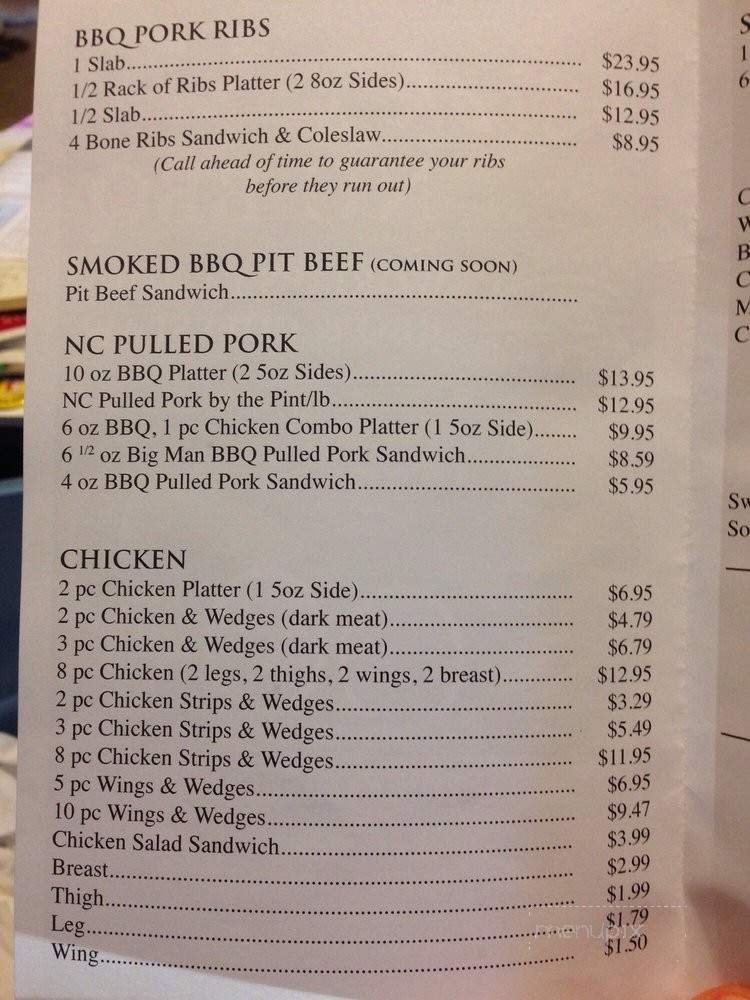 BBQ PORK RIBS
1 Slab........ $23.95
1/2 Rack of Ribs Platter (2 8oz Sides)........ $16.95
1/2 Slab........ $12.95
4 Bone Ribs Sandwich & Coleslaw........ $8.95
(Call ahead of time to guarantee your ribs
before they run out)
SMOKED BBQ PIT BEEF (COMING SOON)
Pit Beef Sandwich........
NC PULLED PORK
10 oz BBQ Platter (2 5oz Sides)........ $13.95
NC Pulled Pork by the Pint/lb........ $12.95
6 oz BBQ, 1 pc Chicken Combo Platter (1 5oz Side)........ $9.95
6 1/2 oz Big Man BBQ Pulled Pork Sandwich........ $8.59
4 oz BBQ Pulled Pork Sandwich........ $5.95
CHICKEN
2 pc Chicken Platter (1 5oz Side)........ $6.95
2 pc Chicken & Wedges (dark meat)........ $4.79
3 pc Chicken & Wedges (dark meat)........ $6.79
8 pc Chicken (2 legs, 2 thighs, 2 wings, 2 breast)........ $12.95
2 pc Chicken Strips & Wedges........ $3.29
3 pc Chicken Strips & Wedges........ $5.49
8 pc Chicken Strips & Wedges........ $11.95
5 pc Wings & Wedges........ $6.95
10 pc Wings & Wedges........ $9.47
Chicken Salad Sandwich........ $3.99
Breast........ $2.99
Thigh........ $1.99
Leg........ $1.79
Wing........ $1.50
menupix